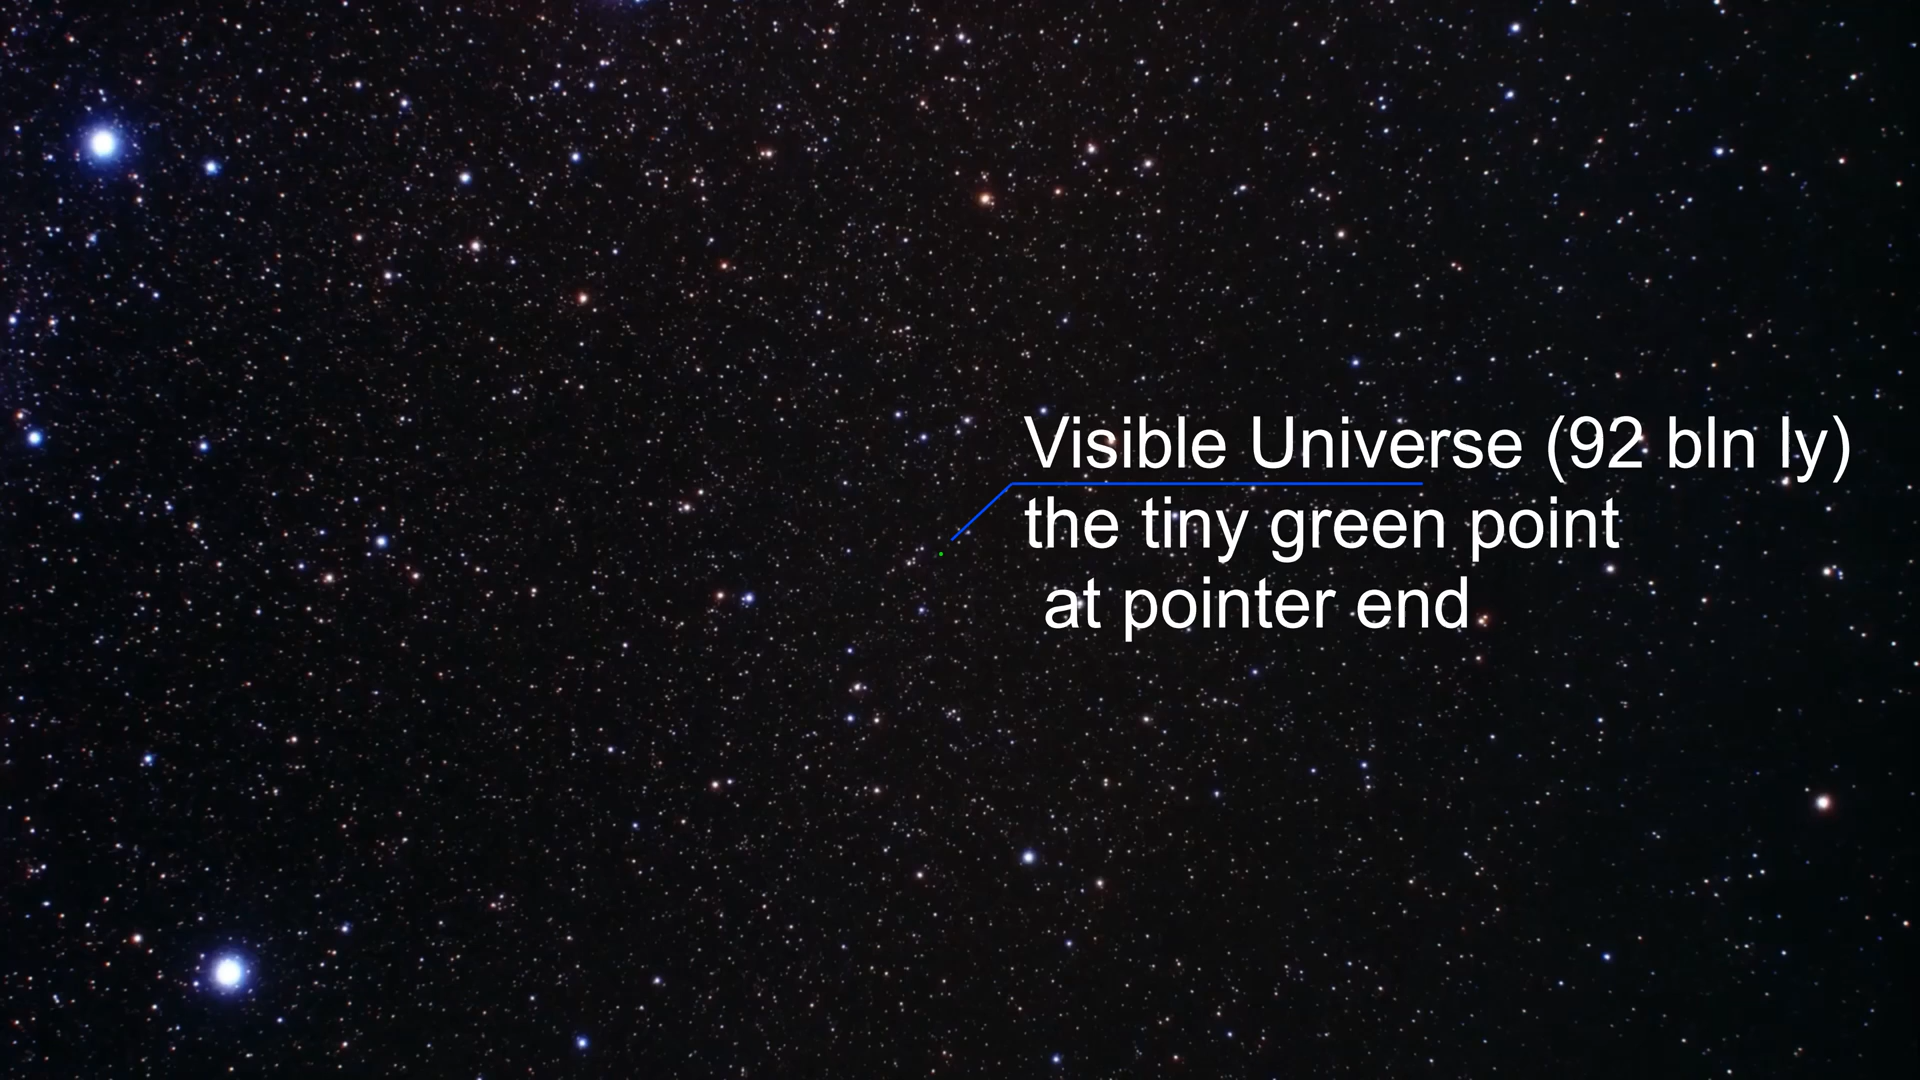 Visible Universe (92 bln ly)
the tiny green point
at pointer end